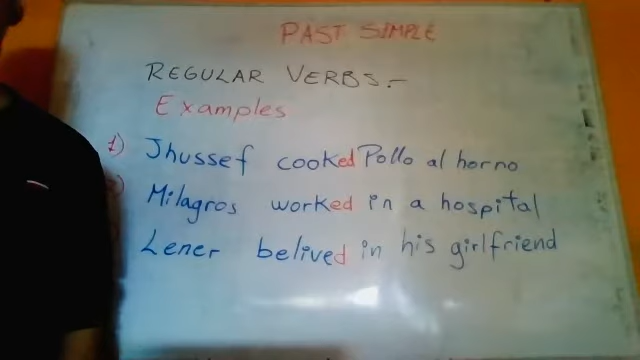 PAST SIMPLE
REGULAR VERBS.-
Examples
1) Jhussef cooked Pollo al horno
2) Milagros worked in a hospital
Lener belived in his girlfriend